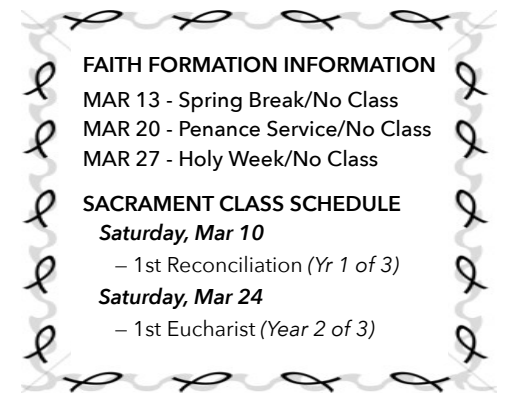 FAITH FORMATION INFORMATION
MAR 13 - Spring Break/No Class
MAR 20 - Penance Service/No Class
MAR 27 - Holy Week/No Class
SACRAMENT CLASS SCHEDULE
Saturday, Mar 10
– 1st Reconciliation (Yr 1 of 3)
Saturday, Mar 24
– 1st Eucharist (Year 2 of 3)